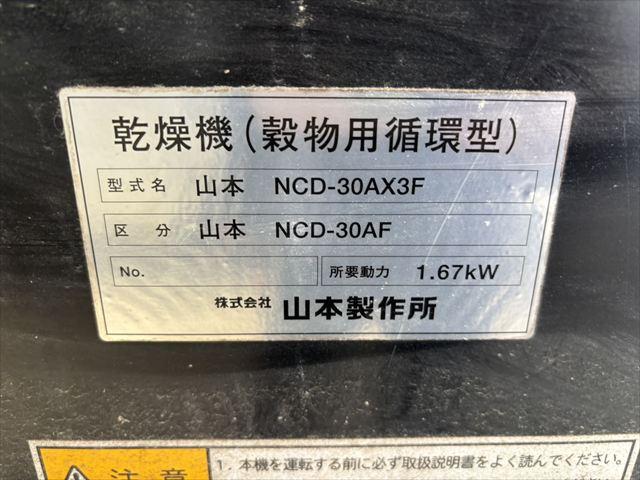 乾燥機(穀物用循環型)
型式名 山本 NCD-30AX3F
区分 山本 NCD-30AF
No. 所要動力 1.67kW
株式会社 山本製作所
注意 1. 本機を運転する前に必ず取扱説明書をよく読んでください。